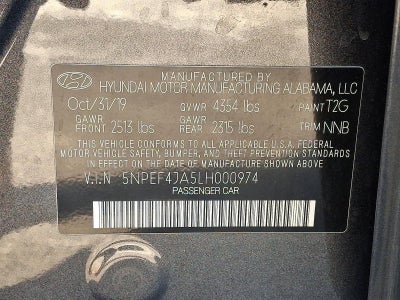 MANUFACTURED BY
HYUNDAI MOTOR MANUFACTURING ALABAMA, LLC
Oct/31/19 GVWR 4354 lbs PAINT T2G
GAWR FRONT 2513 lbs GAWR REAR 2315 lbs TRIM NNB
THIS VEHICLE CONFORMS TO ALL APPLICABLE U.S.A. FEDERAL
MOTOR VEHICLE SAFETY, BUMPER, AND THEFT PREVENTION STANDARDS
IN EFFECT ON THE DATE OF MANUFACTURE SHOWN ABOVE.
V.I.N 5NPEF4JA5LH000974
PASSENGER CAR